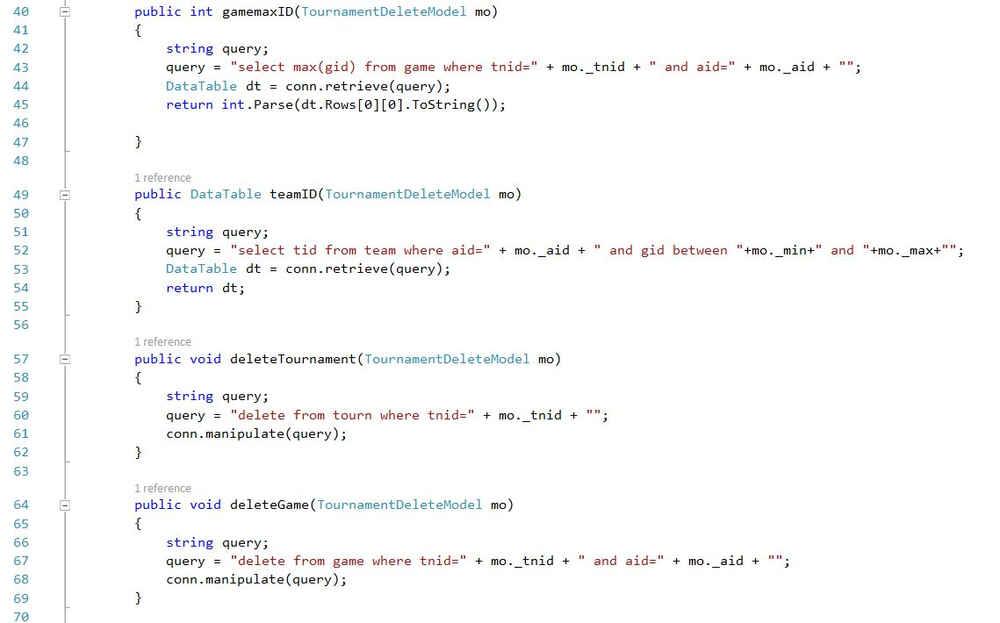 40 public int gamemaxID(TournamentDeleteModel mo)
41 {
42 string query;
43 query = "select max(gid) from game where tnid=" + mo._tnid + " and aid=" + mo._aid + "";
44 DataTable dt = conn.retrieve(query);
45 return int.Parse(dt.Rows[0][0].ToString());
46
47 }
48
1 reference
49 public DataTable teamID(TournamentDeleteModel mo)
50 {
51 string query;
52 query = "select tid from team where aid=" + mo._aid + " and gid between "+mo._min+" and "+mo._max+"";
53 DataTable dt = conn.retrieve(query);
54 return dt;
55 }
56
1 reference
57 public void deleteTournament(TournamentDeleteModel mo)
58 {
59 string query;
60 query = "delete from tourn where tnid=" + mo._tnid + "";
61 conn.manipulate(query);
62 }
63
1 reference
64 public void deleteGame(TournamentDeleteModel mo)
65 {
66 string query;
67 query = "delete from game where tnid=" + mo._tnid + " and aid=" + mo._aid + "";
68 conn.manipulate(query);
69 }
70